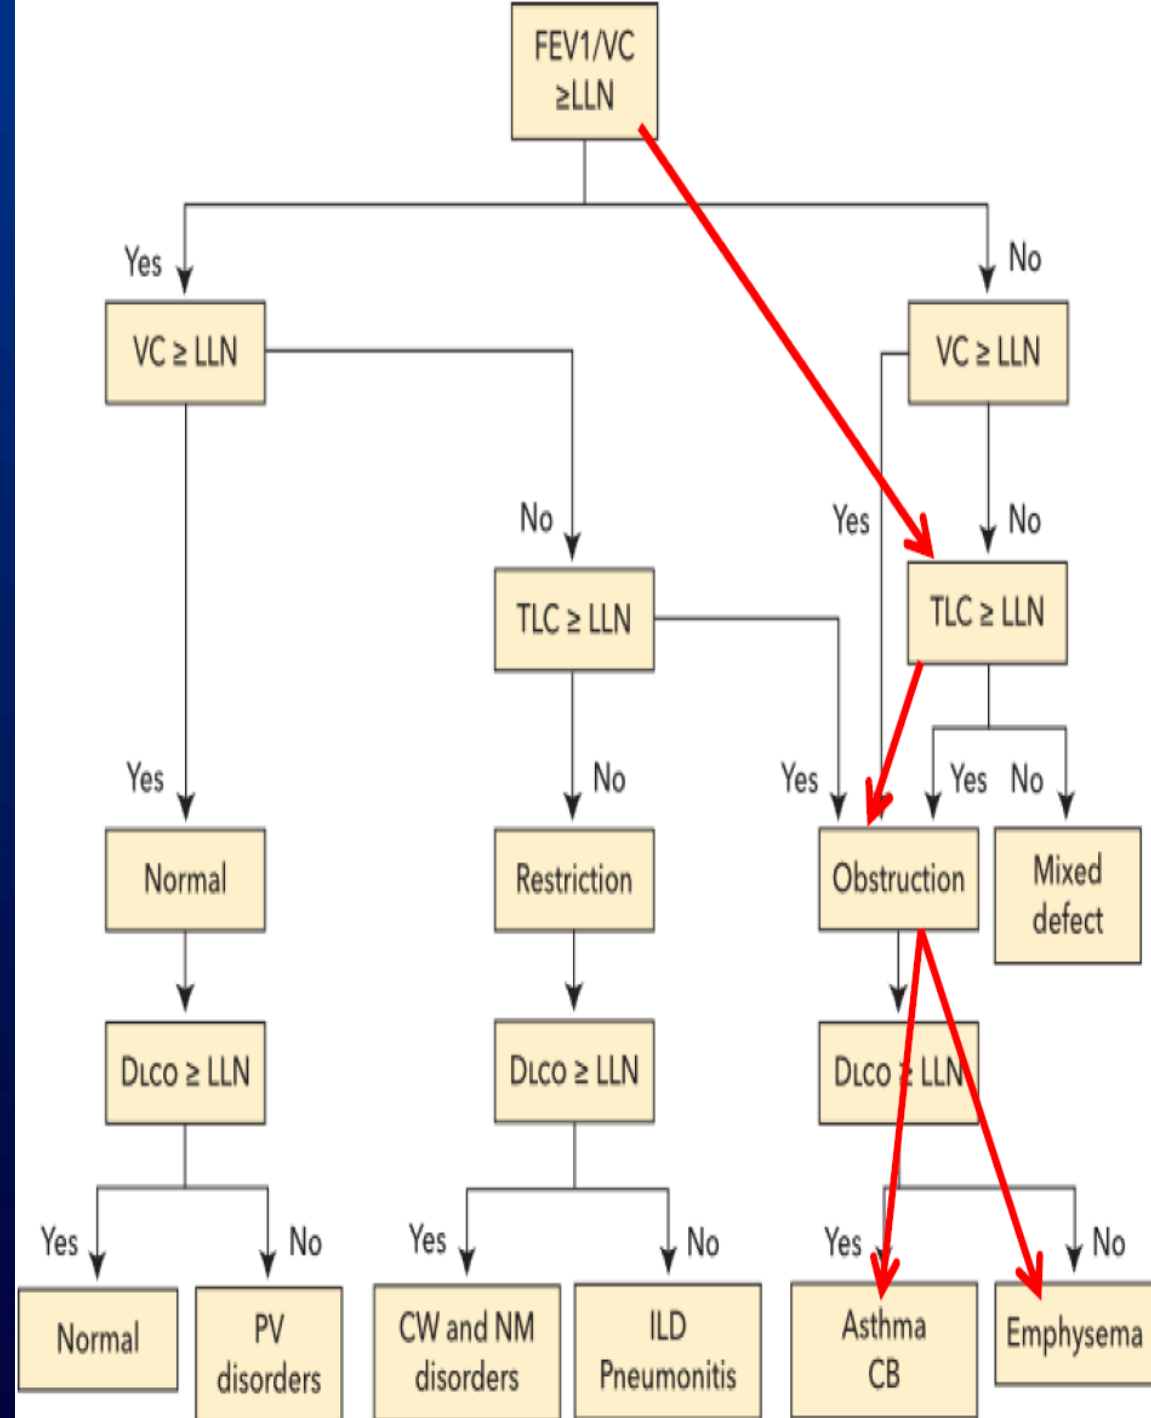 FEV1/VC
≥LLN
Yes
No
VC ≥ LLN
VC ≥ LLN
No
Yes
No
TLC ≥ LLN
TLC ≥ LLN
Yes
No
Yes
Yes
No
Normal
Restriction
Obstruction
Mixed
defect
DLCO ≥ LLN
DLCO ≥ LLN
DLCO ≥ LLN
Yes
No
Yes
No
Yes
No
Normal
PV
disorders
CW and NM
disorders
ILD
Pneumonitis
Asthma
CB
Emphysema